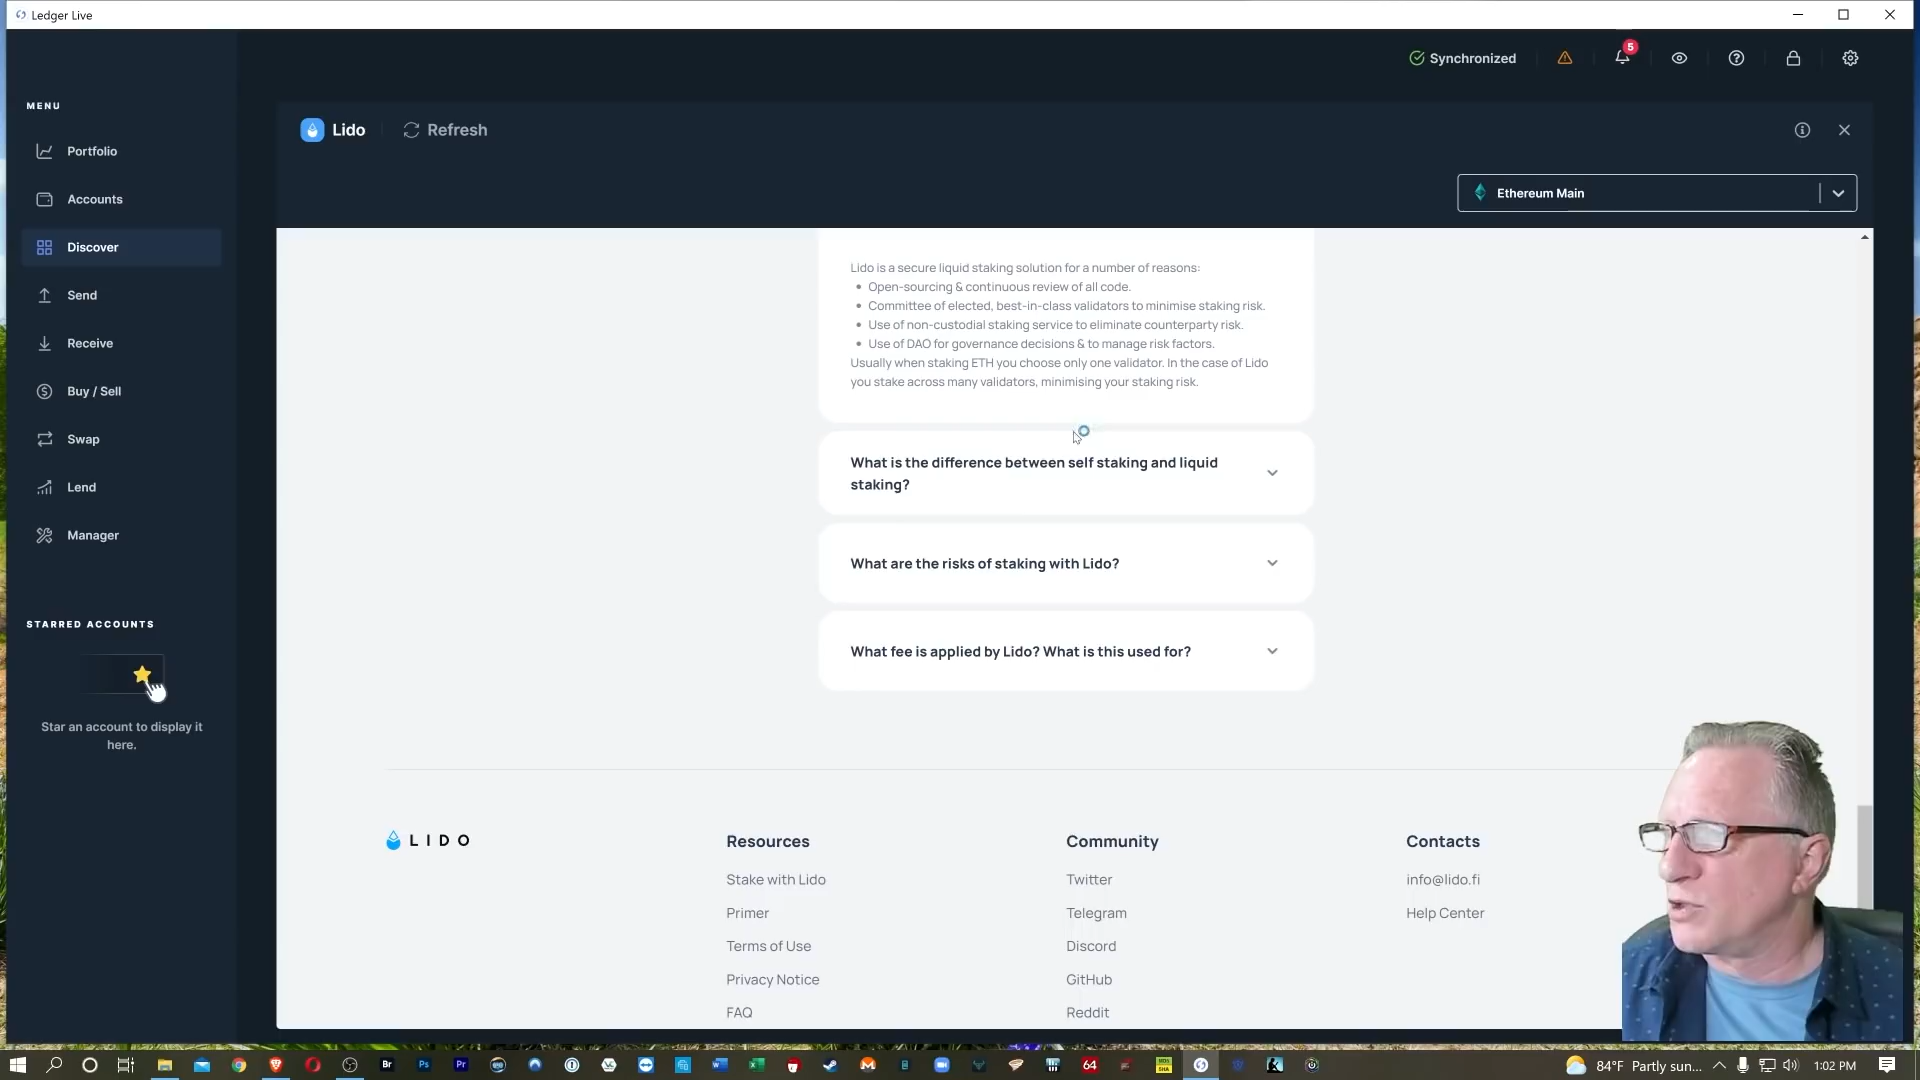 Ledger Live
Synchronized
5
MENU
Portfolio
Accounts
Discover
Send
Receive
Buy / Sell
Swap
Lend
Manager
STARRED ACCOUNTS
Star an account to display it
here.
Lido
Refresh
Ethereum Main
Lido is a secure liquid staking solution for a number of reasons:
• Open-sourcing & continuous review of all code.
• Committee of elected, best-in-class validators to minimise staking risk.
• Use of non-custodial staking service to eliminate counterparty risk.
• Use of DAO for governance decisions & to manage risk factors.
Usually when staking ETH you choose only one validator. In the case of Lido
you stake across many validators, minimising your staking risk.
What is the difference between self staking and liquid
staking?
What are the risks of staking with Lido?
What fee is applied by Lido? What is this used for?
LIDO
Resources
Stake with Lido
Primer
Terms of Use
Privacy Notice
FAQ
Community
Twitter
Telegram
Discord
GitHub
Reddit
Contacts
info@lido.fi
Help Center
Br
Ps
Pr
64
84°F Partly sun...
1:02 PM